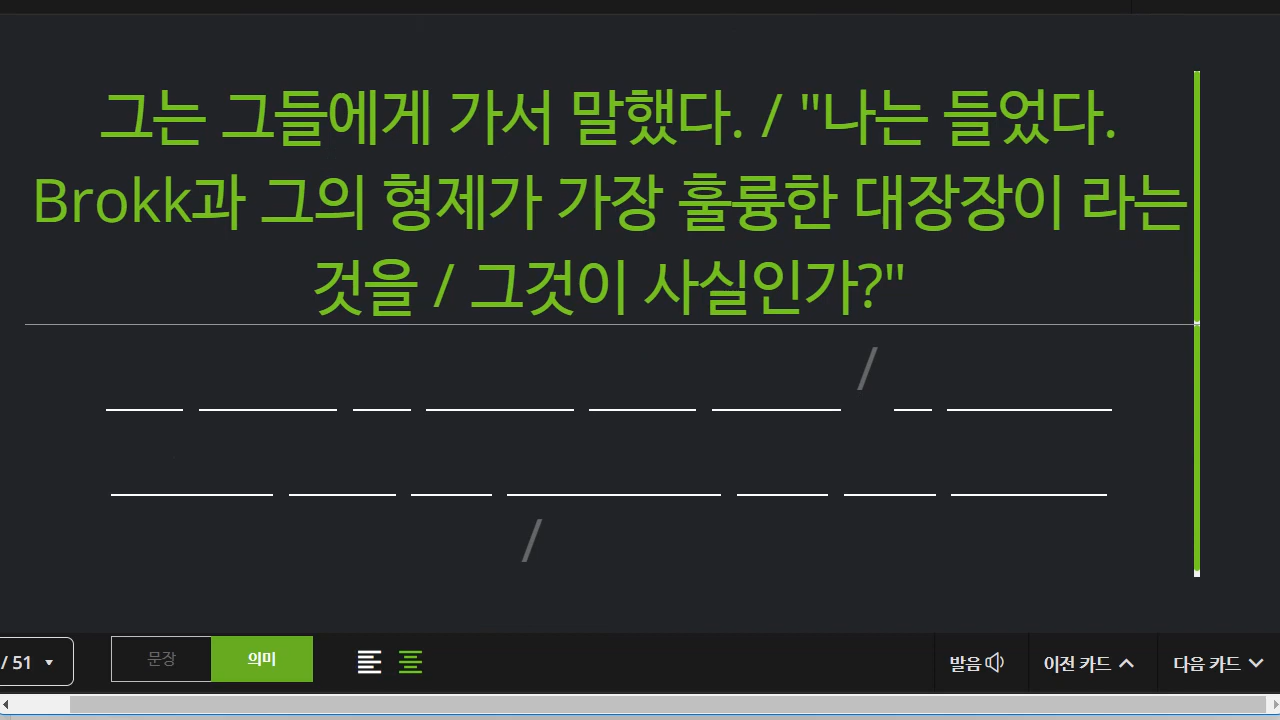 그는 그들에게 가서 말했다. / "나는 들었다.
Brokk과 그의 형제가 가장 훌륭한 대장장이 라는
것을 / 그것이 사실인가?"
/
/
/ 51 문장 의미 발음 이전 카드 다음 카드